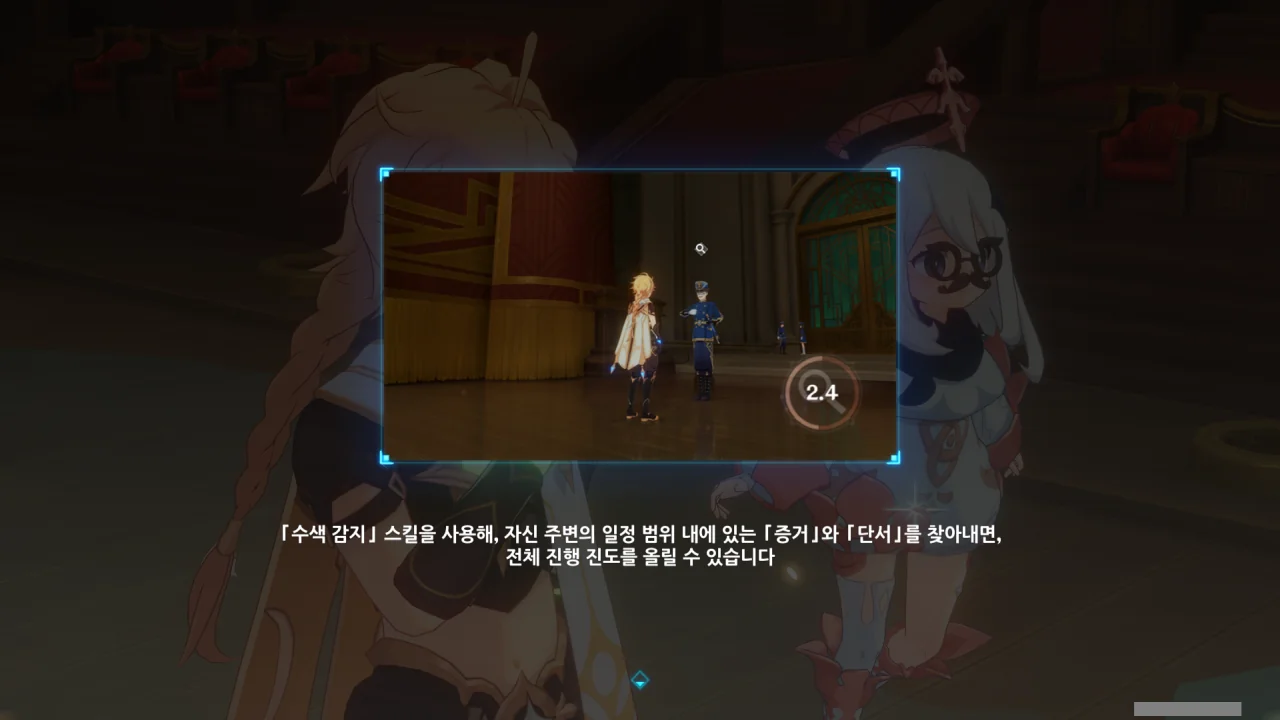 2.4
「수색 감지」 스킬을 사용해, 자신 주변의 일정 범위 내에 있는 「증거」와 「단서」를 찾아내면,
전체 진행 진도를 올릴 수 있습니다